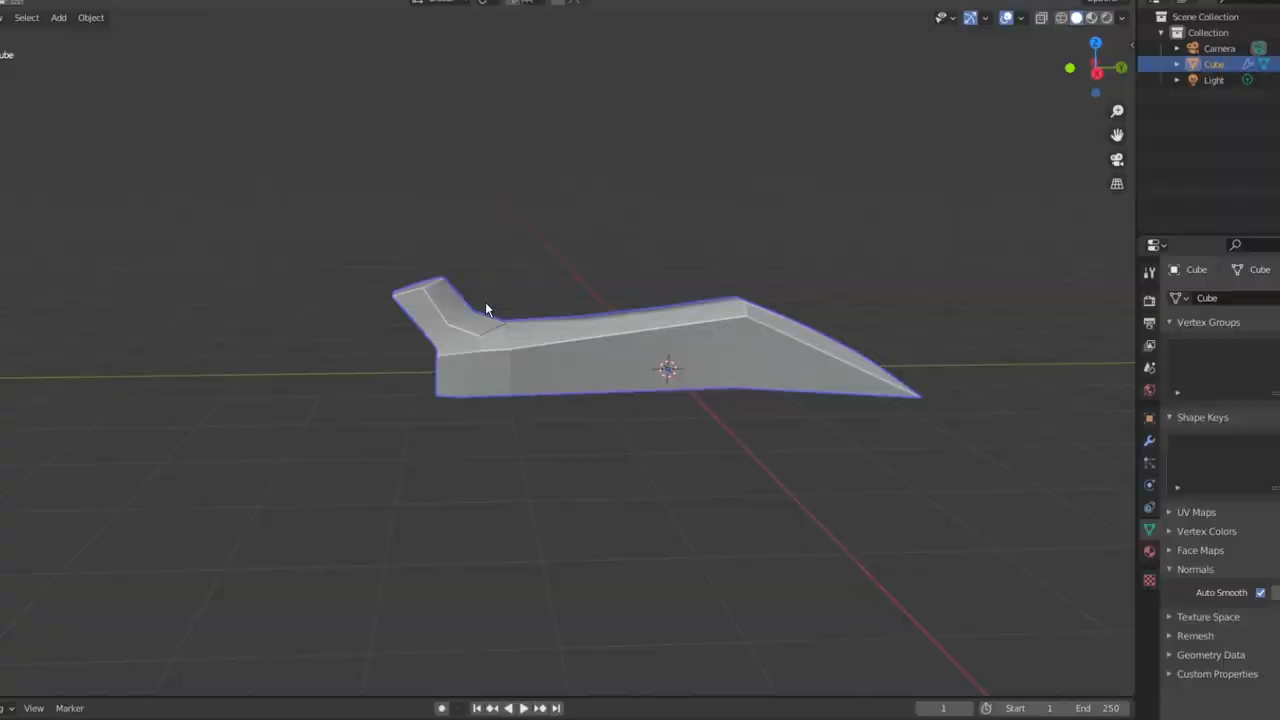 Select Add Object
Scene Collection
Collection
Camera
Cube
Light
Cube Cube
Cube
Vertex Groups
Shape Keys
UV Maps
Vertex Colors
Face Maps
Normals
Auto Smooth
Texture Space
Remesh
Geometry Data
Custom Properties
View Marker
1 Start 1 End 250